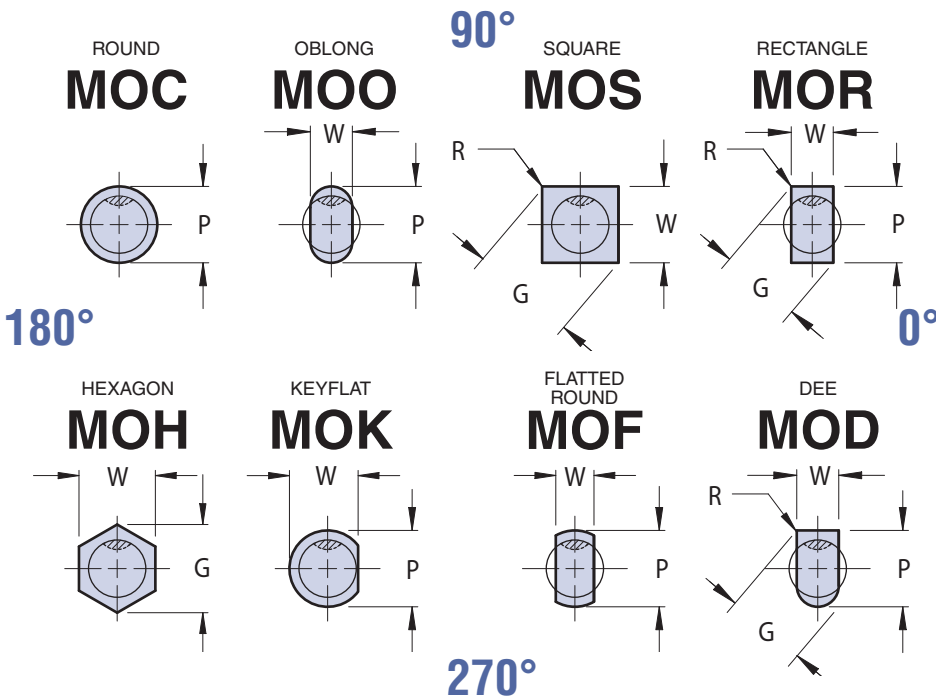 90°
ROUND
MOC
OBLONG
MOO
SQUARE
MOS
RECTANGLE
MOR
P
W
P
R
W
G
R
W
P
G
180°
0°
HEXAGON
MOH
KEYFLAT
MOK
FLATTED
ROUND
MOF
DEE
MOD
W
G
W
P
W
P
R
W
P
G
270°